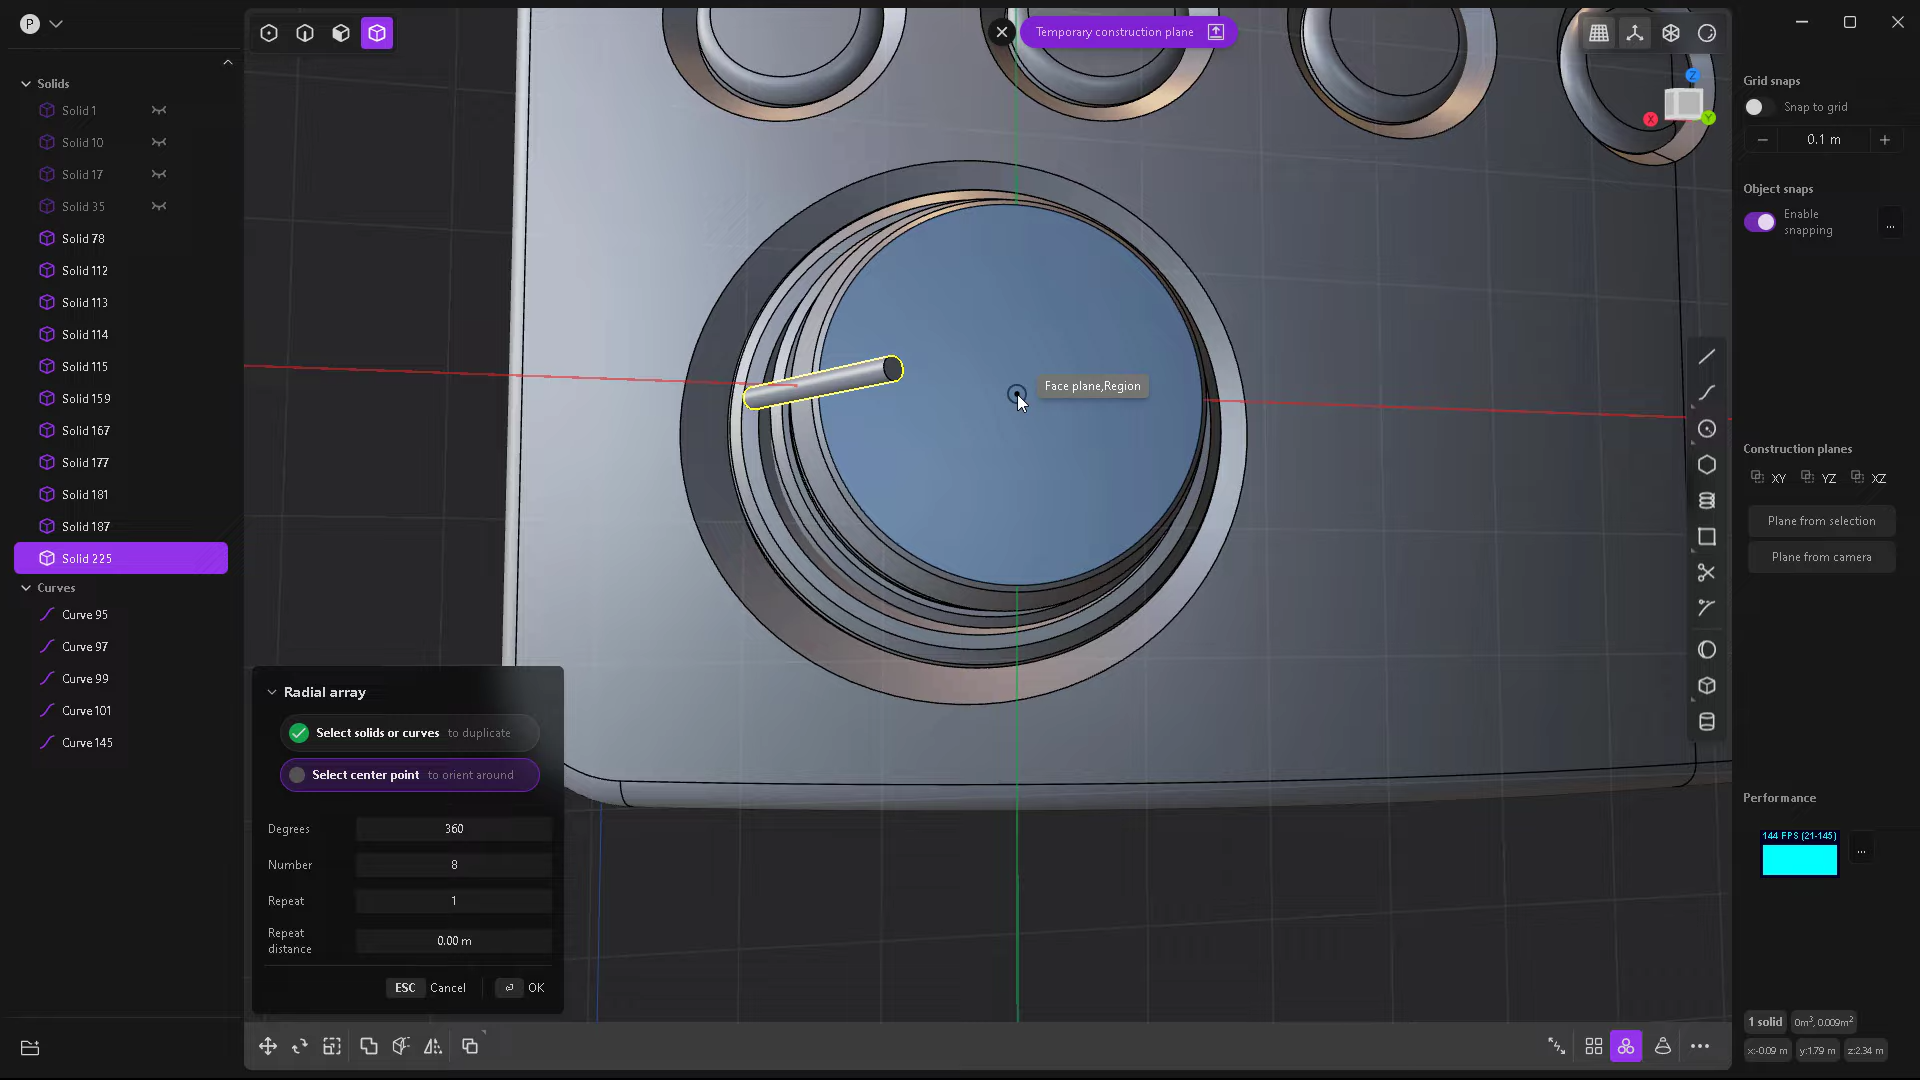 P
Temporary construction plane
Solids
Solid 1
Solid 10
Solid 17
Solid 35
Solid 78
Solid 112
Solid 113
Solid 114
Solid 115
Solid 159
Solid 167
Solid 177
Solid 181
Solid 187
Solid 225
Curves
Curve 95
Curve 97
Curve 99
Curve 101
Curve 145
Z
X
Y
Face plane,Region
Radial array
Select solids or curves to duplicate
Select center point to orient around
Degrees 360
Number 8
Repeat 1
Repeat distance 0.00 m
ESC Cancel OK
Grid snaps
Snap to grid
0.1 m
Object snaps
Enable snapping
...
Construction planes
XY YZ XZ
Plane from selection
Plane from camera
Performance
144 FPS (21-145)
...
1 solid 0m³, 0.009m²
x:-0.09 m y:1.79 m z:2.34 m